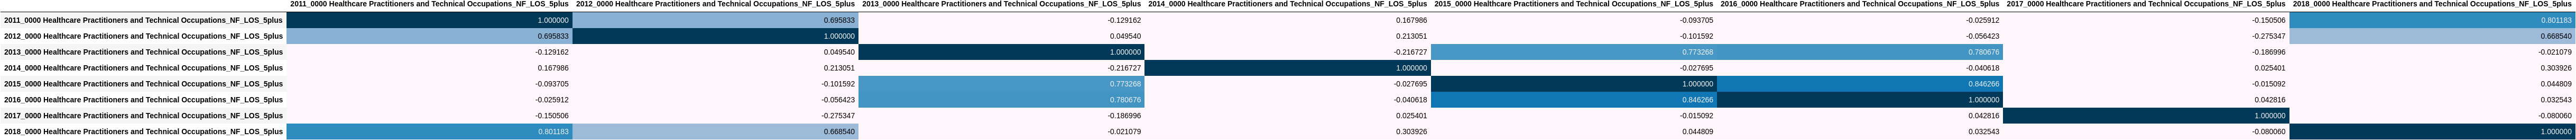 2011_0000 Healthcare Practitioners and Technical Occupations_NF_LOS_5plus 2012_0000 Healthcare Practitioners and Technical Occupations_NF_LOS_5plus 2013_0000 Healthcare Practitioners and Technical Occupations_NF_LOS_5plus 2014_0000 Healthcare Practitioners and Technical Occupations_NF_LOS_5plus 2015_0000 Healthcare Practitioners and Technical Occupations_NF_LOS_5plus 2016_0000 Healthcare Practitioners and Technical Occupations_NF_LOS_5plus 2017_0000 Healthcare Practitioners and Technical Occupations_NF_LOS_5plus 2018_0000 Healthcare Practitioners and Technical Occupations_NF_LOS_5plus
2011_0000 Healthcare Practitioners and Technical Occupations_NF_LOS_5plus 1.000000 0.695833 -0.129162 0.167986 -0.093705 -0.025912 -0.150506 0.801183
2012_0000 Healthcare Practitioners and Technical Occupations_NF_LOS_5plus 0.695833 1.000000 0.049540 0.213051 -0.101592 -0.056423 -0.275347 0.668540
2013_0000 Healthcare Practitioners and Technical Occupations_NF_LOS_5plus -0.129162 0.049540 1.000000 -0.216727 0.773268 0.780676 -0.186996 -0.021079
2014_0000 Healthcare Practitioners and Technical Occupations_NF_LOS_5plus 0.167986 0.213051 -0.216727 1.000000 -0.027695 -0.040618 0.025401 0.303926
2015_0000 Healthcare Practitioners and Technical Occupations_NF_LOS_5plus -0.093705 -0.101592 0.773268 -0.027695 1.000000 0.846266 -0.015092 0.044809
2016_0000 Healthcare Practitioners and Technical Occupations_NF_LOS_5plus -0.025912 -0.056423 0.780676 -0.040618 0.846266 1.000000 0.042816 0.032543
2017_0000 Healthcare Practitioners and Technical Occupations_NF_LOS_5plus -0.150506 -0.275347 -0.186996 0.025401 -0.015092 0.042816 1.000000 -0.080060
2018_0000 Healthcare Practitioners and Technical Occupations_NF_LOS_5plus 0.801183 0.668540 -0.021079 0.303926 0.044809 0.032543 -0.080060 1.000000